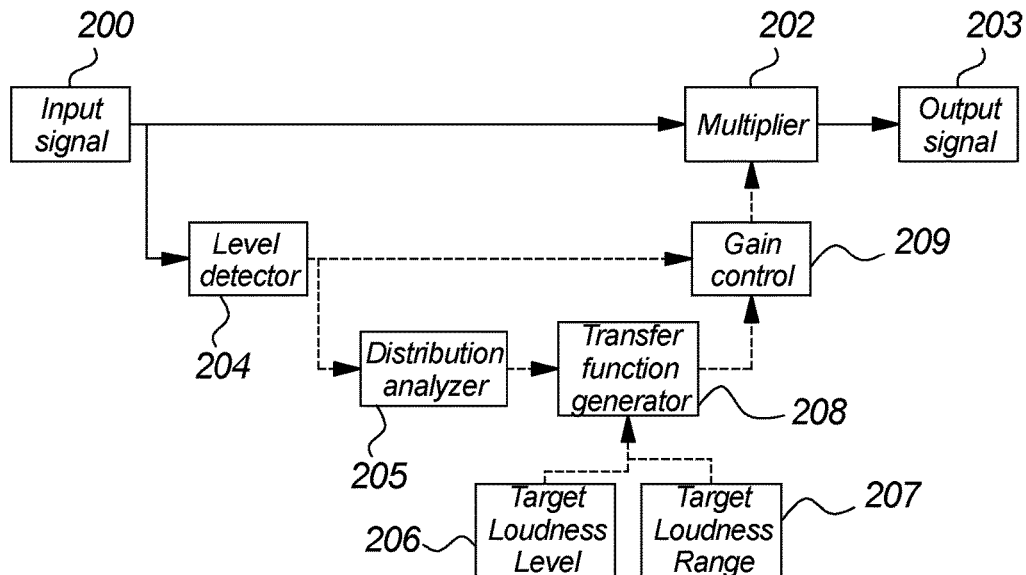 200
202
203
Input
signal
Multiplier
Output
signal
Level
detector
Gain
control
209
204
Distribution
analyzer
Transfer
function
generator
208
205
206
Target
Loudness
Level
Target
Loudness
Range
207